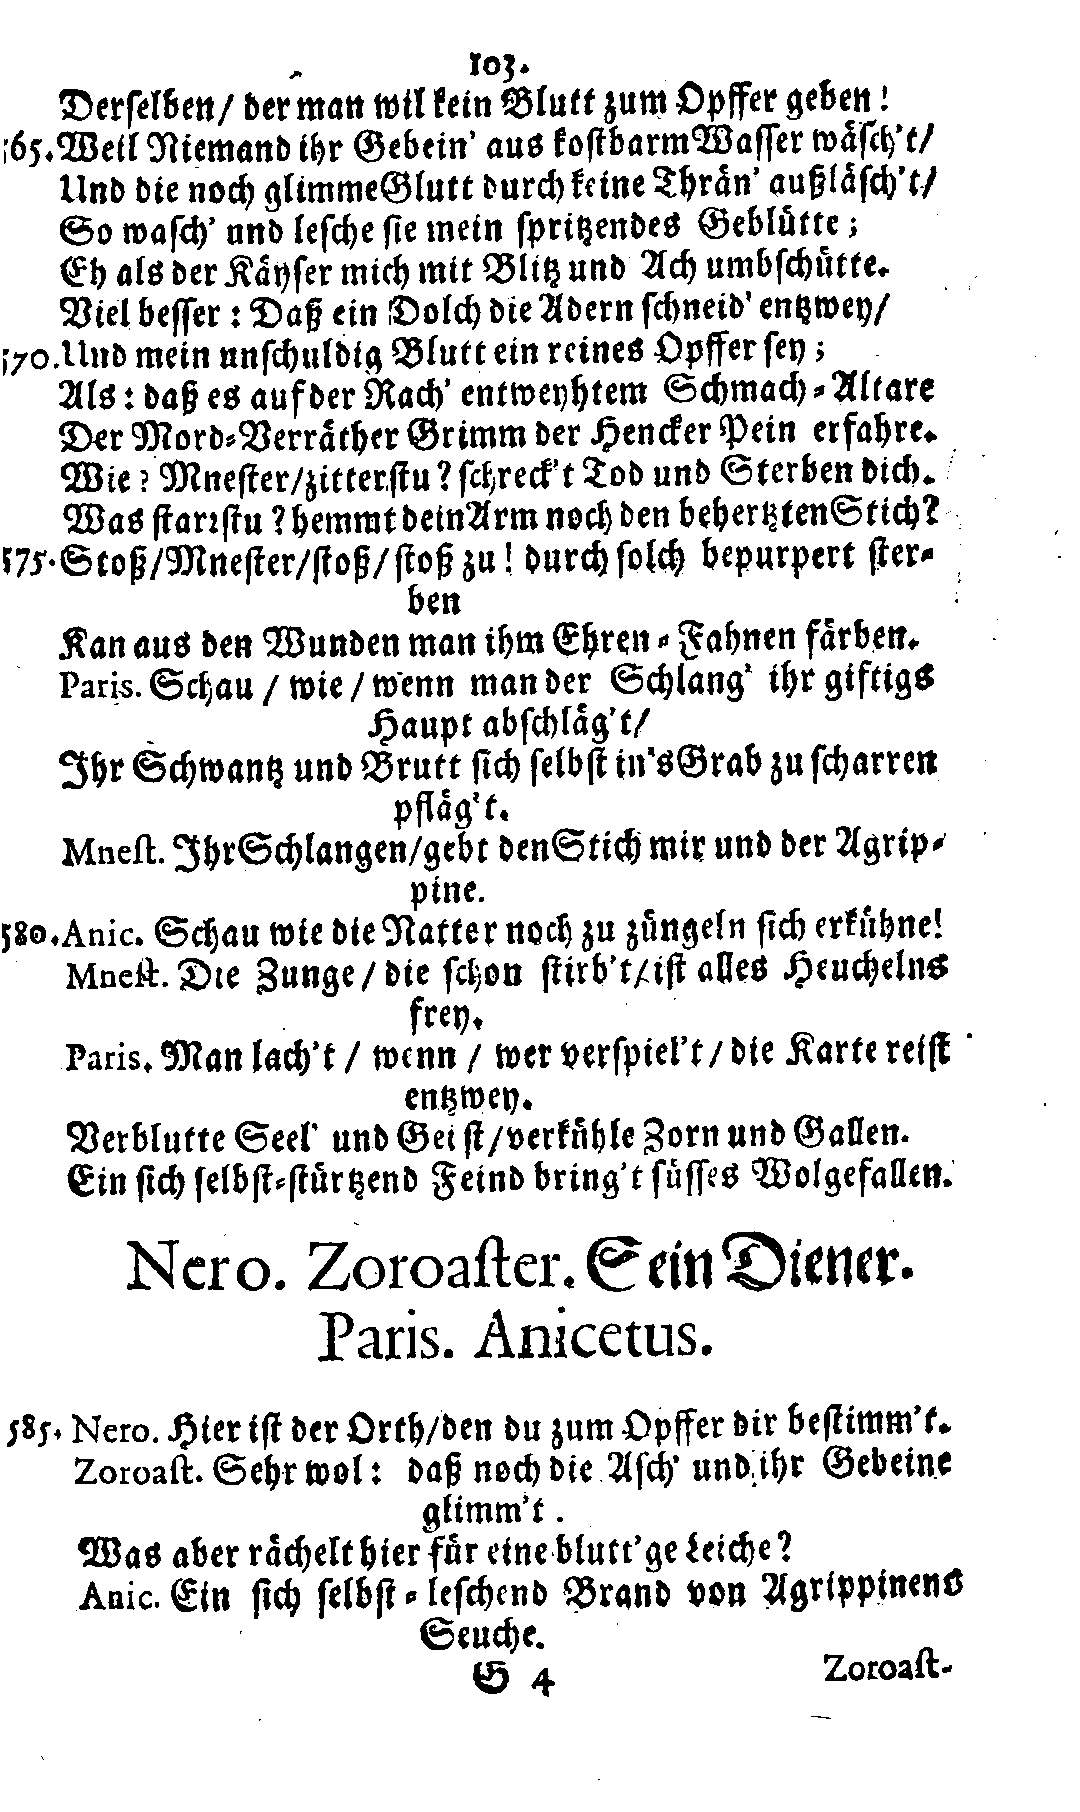 103.
Derselben/ der man wil kein Blutt zum Opffer geben!
565. Weil Niemand ihr Gebein' aus kostbarm Wasser wäsch't/
Und die noch glimme Glutt durch keine Thrän' außläsch't/
So wasch' und lesche sie mein spritzendes Geblütte;
Eh als der Käyser mich mit Blitz und Ach umbschütte.
Viel besser: Daß ein Dolch die Adern schneid' entzwey/
570. Und mein unschuldig Blutt ein reines Opffer sey;
Als: daß es auf der Rach' entweyhtem Schmach-Altare
Der Mord-Verräther Grimm der Hencker Pein erfahre.
Wie? Mnester/zitterstu? schreck't Tod und Sterben dich.
Was starrstu? hemmt dein Arm noch den behertzten Stich?
575. Stoß/Mnester/stoß/stoß zu! durch solch bepurpert ster-
ben
Kan aus den Wunden man ihm Ehren-Fahnen färben.
Paris. Schau/ wie/wenn man der Schlang' ihr giftigs
Haupt abschläg't/
Ihr Schwantz und Brutt sich selbst in's Grab zu scharren
pfläg't.
Mnest. Ihr Schlangen/gebt den Stich mir und der Agrip-
pine.
580. Anic. Schau wie die Natter noch zu züngeln sich erkühne!
Mnest. Die Zunge/ die schon stirb't/ist alles Heuchelns
frey.
Paris. Man lach't/ wenn/ wer verspiel't/die Karte reist
entzwey.
Verblutte Seel' und Geist/verkühle Zorn und Gallen.
Ein sich selbst-stürtzend Feind bring't süsses Wolgefallen.
Nero. Zoroaster. Sein Diener.
Paris. Anicetus.
585. Nero. Hier ist der Orth/den du zum Opffer dir bestimm't.
Zoroast. Sehr wol: daß noch die Asch' und ihr Gebeine
glimm't.
Was aber rächelt hier für eine blutt'ge Leiche?
Anic. Ein sich selbst-leschend Brand von Agrippinens
Seuche.
G 4 Zoroast-